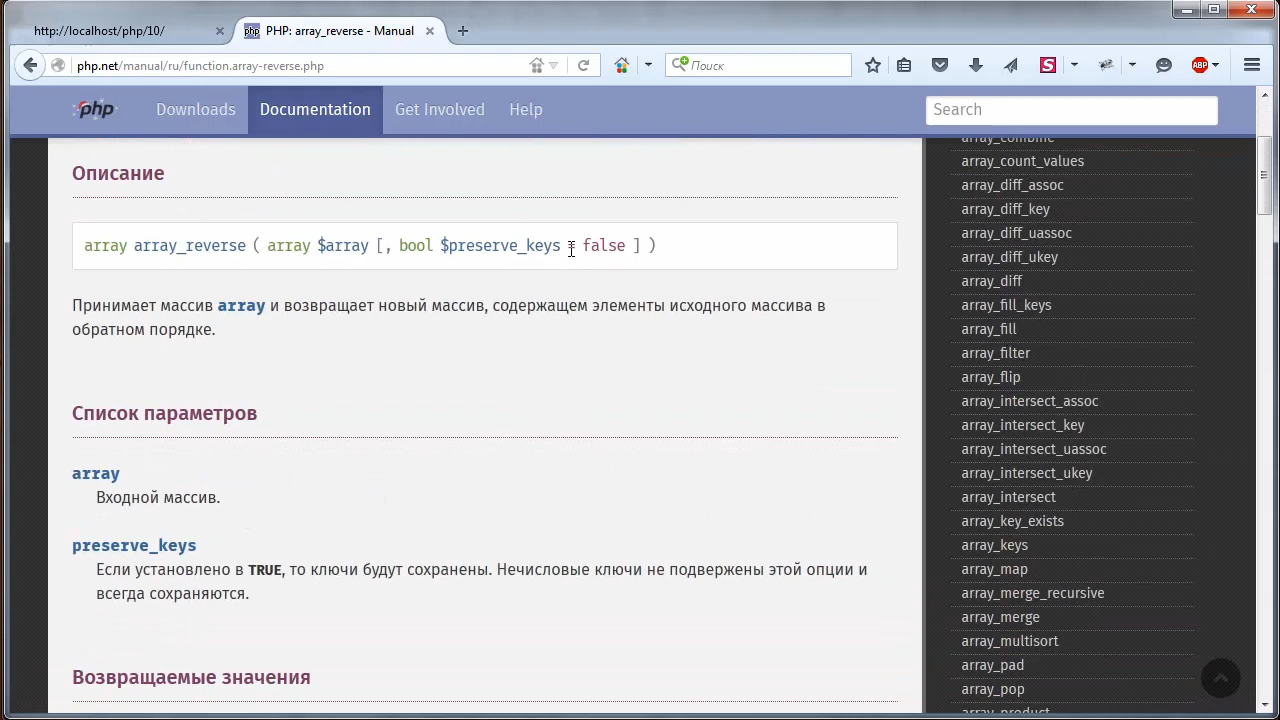 http://localhost/php/10/
php PHP: array_reverse - Manual
php.net/manual/ru/function.array-reverse.php
Поиск
S
ABP
php
Downloads
Documentation
Get Involved
Help
Search
Описание
array array_reverse ( array $array [, bool $preserve_keys = false ] )
Принимает массив array и возвращает новый массив, содержащем элементы исходного массива в
обратном порядке.
Список параметров
array
Входной массив.
preserve_keys
Если установлено в TRUE, то ключи будут сохранены. Нечисловые ключи не подвержены этой опции и
всегда сохраняются.
Возвращаемые значения
array_combine
array_count_values
array_diff_assoc
array_diff_key
array_diff_uassoc
array_diff_ukey
array_diff
array_fill_keys
array_fill
array_filter
array_flip
array_intersect_assoc
array_intersect_key
array_intersect_uassoc
array_intersect_ukey
array_intersect
array_key_exists
array_keys
array_map
array_merge_recursive
array_merge
array_multisort
array_pad
array_pop
array_product